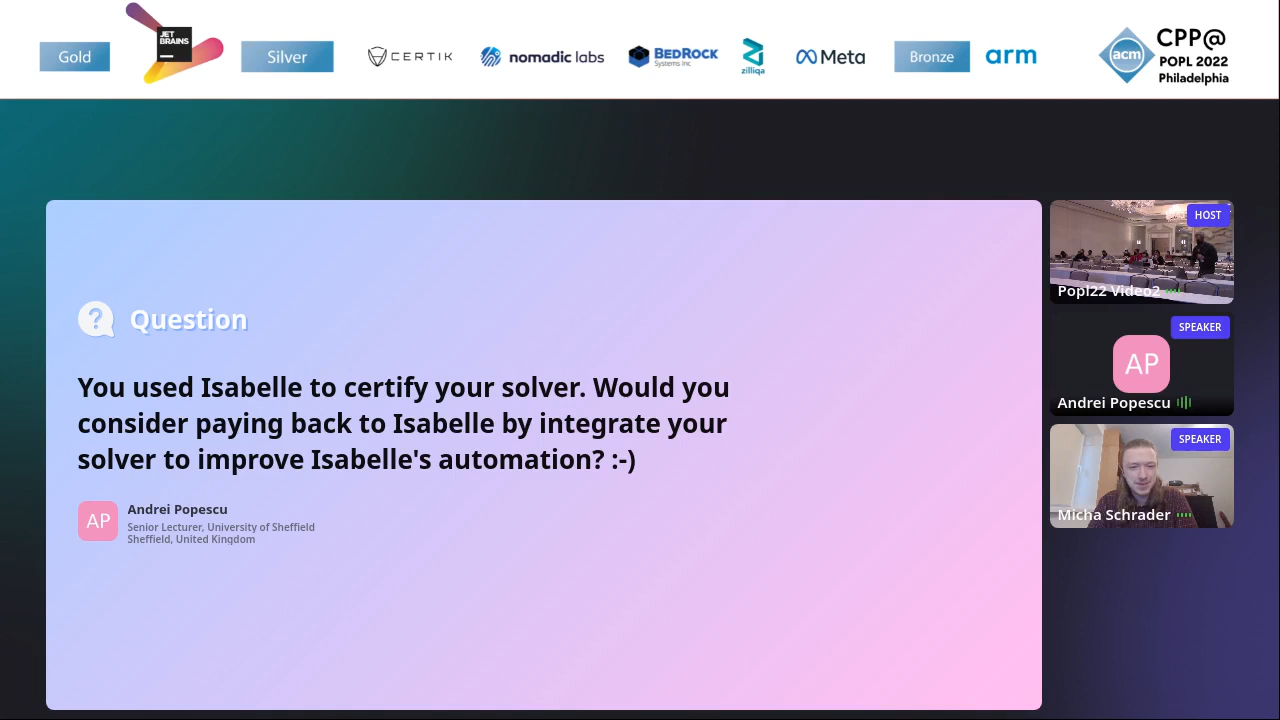 Gold
JET
BRAINS
Silver
CERTIK
nomadic labs
BEDROCK
Systems Inc
zilliqa
Meta
Bronze
arm
acm
CPP@
POPL 2022
Philadelphia
HOST
Popl22 Video2
Question
SPEAKER
AP
Andrei Popescu
You used Isabelle to certify your solver. Would you
consider paying back to Isabelle by integrate your
solver to improve Isabelle's automation? :-)
SPEAKER
Micha Schrader
AP
Andrei Popescu
Senior Lecturer, University of Sheffield
Sheffield, United Kingdom